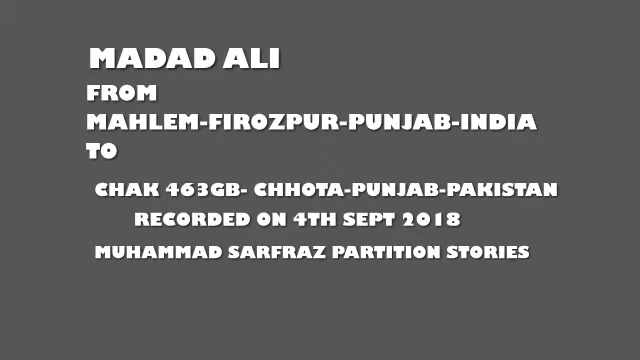 MADAD ALI
FROM
MAHLEM-FIROZPUR-PUNJAB-INDIA
TO
CHAK 463GB- CHHOTA-PUNJAB-PAKISTAN
RECORDED ON 4TH SEPT 2018
MUHAMMAD SARFRAZ PARTITION STORIES